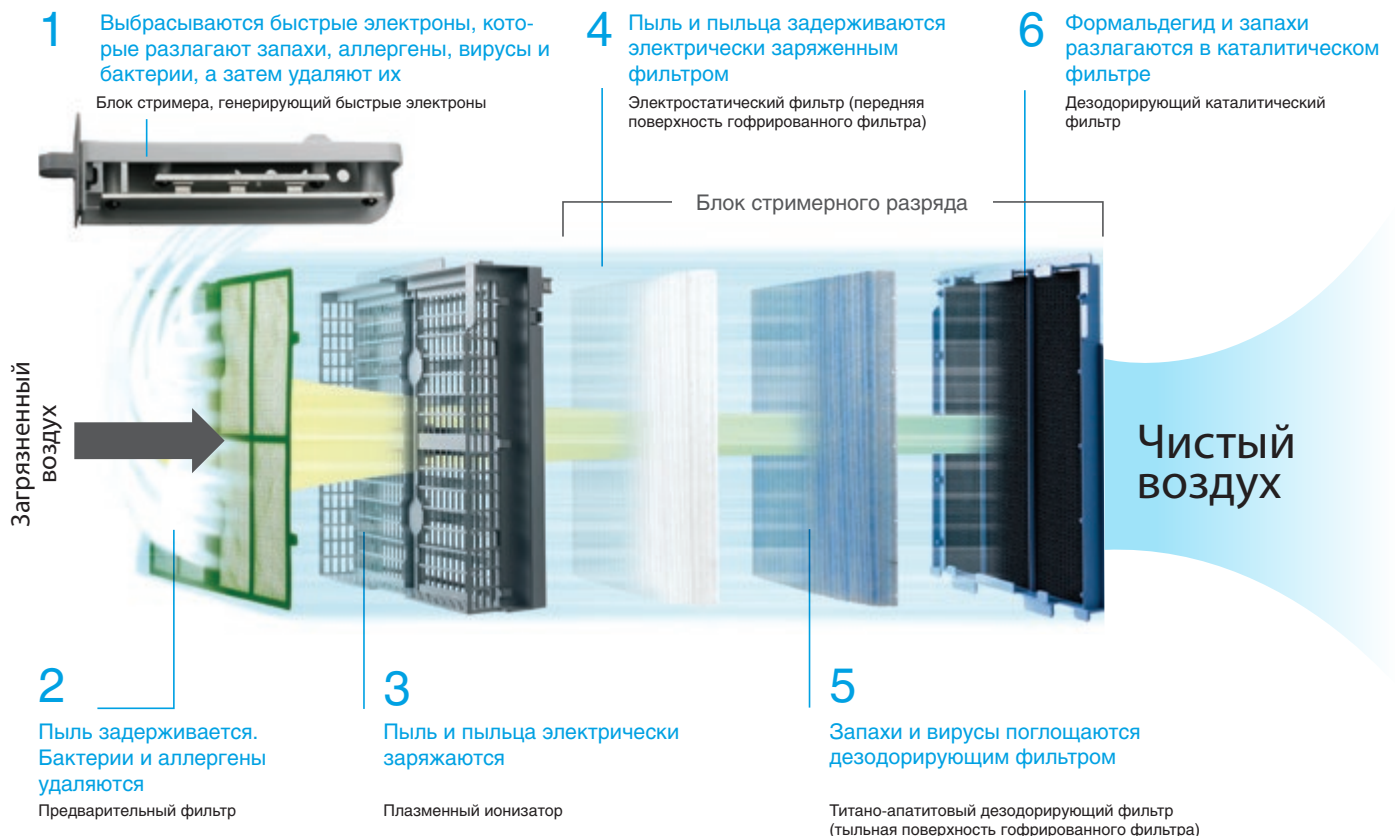 1
Выбрасываются быстрые электроны, кото-
рые разлагают запахи, аллергены, вирусы и
бактерии, а затем удаляют их
Блок стримера, генерирующий быстрые электроны
4
Пыль и пыльца задерживаются
электрически заряженным
фильтром
Электростатический фильтр (передняя
поверхность гофрированного фильтра)
6
Формальдегид и запахи
разлагаются в каталитическом
фильтре
Дезодорирующий каталитический
фильтр
Блок стримерного разряда
Загрязненный
воздух
Чистый
воздух
2
Пыль задерживается.
Бактерии и аллергены
удаляются
Предварительный фильтр
3
Пыль и пыльца электрически
заряжаются
Плазменный ионизатор
5
Запахи и вирусы поглощаются
дезодорирующим фильтром
Титано-апатитовый дезодорирующий фильтр
(тыльная поверхность гофрированного фильтра)